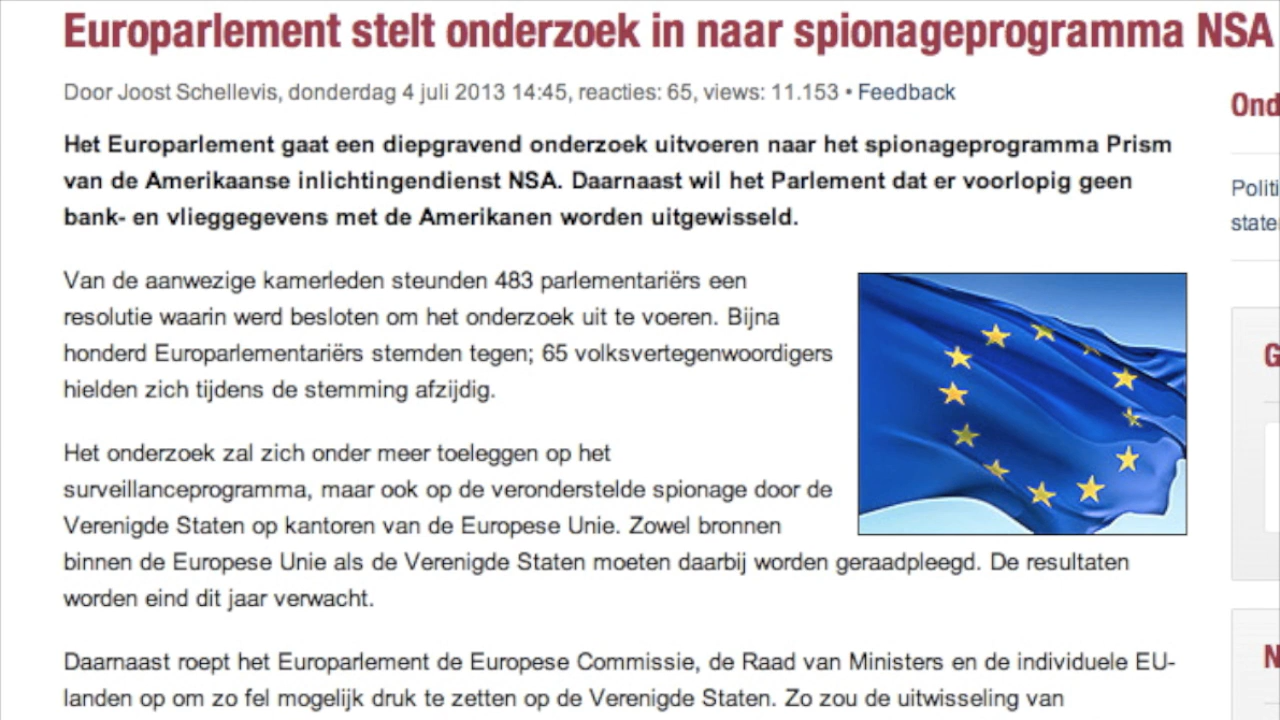 Europarlement stelt onderzoek in naar spionageprogramma NSA
Door Joost Schellevis, donderdag 4 juli 2013 14:45, reacties: 65, views: 11.153 • Feedback
Het Europarlement gaat een diepgravend onderzoek uitvoeren naar het spionageprogramma Prism
van de Amerikaanse inlichtingendienst NSA. Daarnaast wil het Parlement dat er voorlopig geen
bank- en vlieggegevens met de Amerikanen worden uitgewisseld.
Van de aanwezige kamerleden steunden 483 parlementariërs een
resolutie waarin werd besloten om het onderzoek uit te voeren. Bijna
honderd Europarlementariërs stemden tegen; 65 volksvertegenwoordigers
hielden zich tijdens de stemming afzijdig.
Het onderzoek zal zich onder meer toeleggen op het
surveillanceprogramma, maar ook op de veronderstelde spionage door de
Verenigde Staten op kantoren van de Europese Unie. Zowel bronnen
binnen de Europese Unie als de Verenigde Staten moeten daarbij worden geraadpleegd. De resultaten
worden eind dit jaar verwacht.
Daarnaast roept het Europarlement de Europese Commissie, de Raad van Ministers en de individuele EU-
landen op om zo fel mogelijk druk te zetten op de Verenigde Staten. Zo zou de uitwisseling van
Ond
Politi
state
G
N